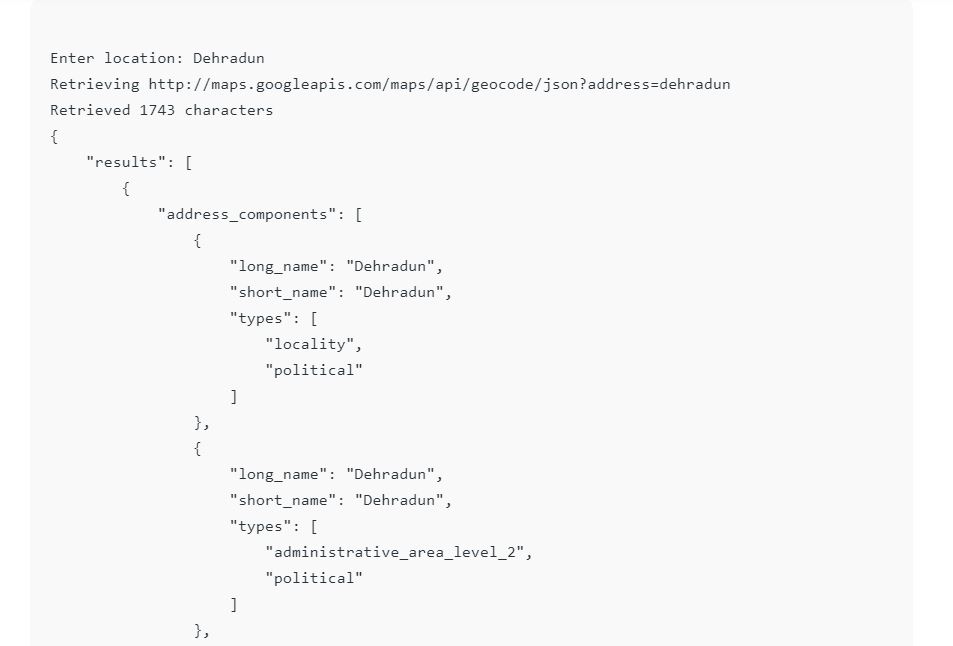 Enter location: Dehradun
Retrieving http://maps.googleapis.com/maps/api/geocode/json?address=dehradun
Retrieved 1743 characters
{
    "results": [
        {
            "address_components": [
                {
                    "long_name": "Dehradun",
                    "short_name": "Dehradun",
                    "types": [
                        "locality",
                        "political"
                    ]
                },
                {
                    "long_name": "Dehradun",
                    "short_name": "Dehradun",
                    "types": [
                        "administrative_area_level_2",
                        "political"
                    ]
                },